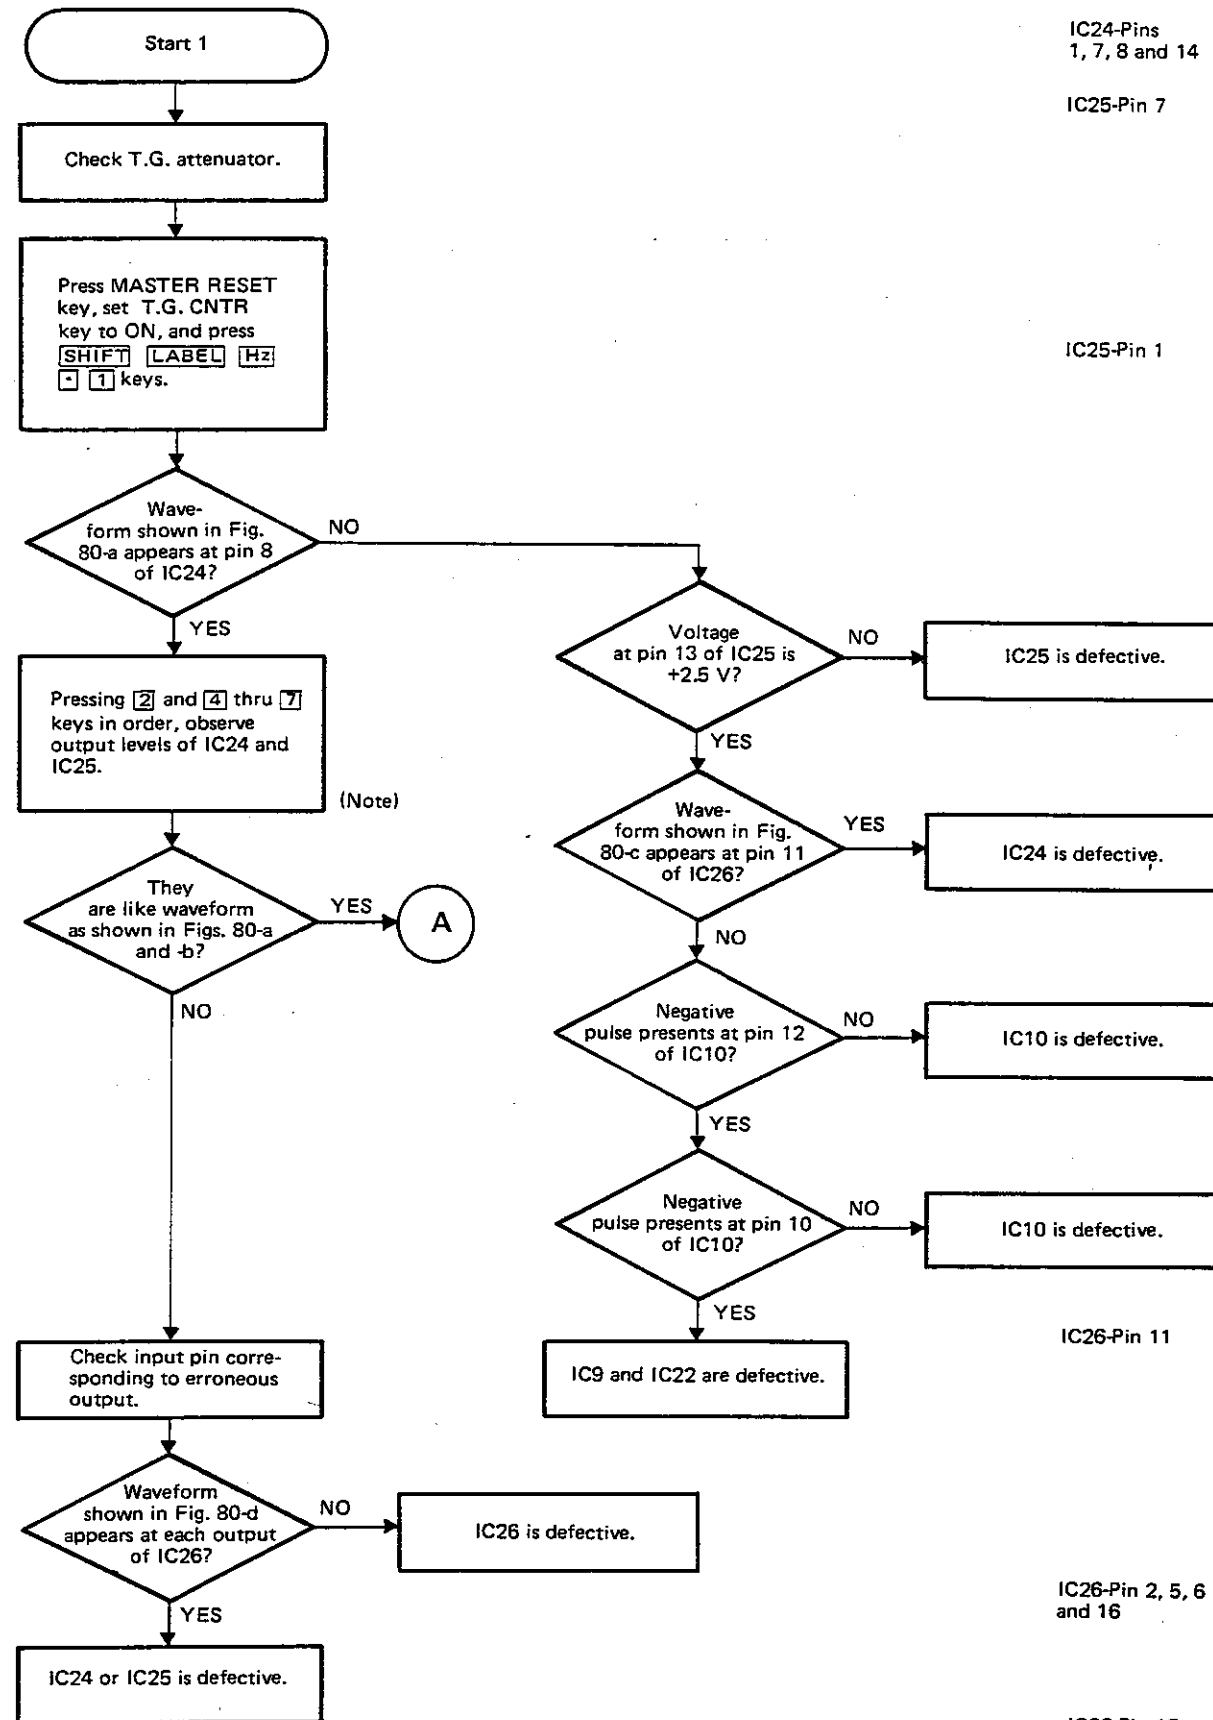 Start 1
Check T.G. attenuator.
Press MASTER RESET
key, set T.G. CNTR
key to ON, and press
SHIFT LABEL Hz
· 1 keys.
Wave-
form shown in Fig.
80-a appears at pin 8
of IC24?
NO
YES
Pressing 2 and 4 thru 7
keys in order, observe
output levels of IC24 and
IC25.
(Note)
They
are like waveform
as shown in Figs. 80-a
and -b?
YES
A
NO
Check input pin corre-
sponding to erroneous
output.
Waveform
shown in Fig. 80-d
appears at each output
of IC26?
NO
IC26 is defective.
YES
IC24 or IC25 is defective.
Voltage
at pin 13 of IC25 is
+2.5 V?
NO
IC25 is defective.
YES
Wave-
form shown in Fig.
80-c appears at pin 11
of IC26?
YES
IC24 is defective.
NO
Negative
pulse presents at pin 12
of IC10?
NO
IC10 is defective.
YES
Negative
pulse presents at pin 10
of IC10?
NO
IC10 is defective.
YES
IC9 and IC22 are defective.
IC24-Pins
1, 7, 8 and 14
IC25-Pin 7
IC25-Pin 1
IC26-Pin 11
IC26-Pin 2, 5, 6
and 16